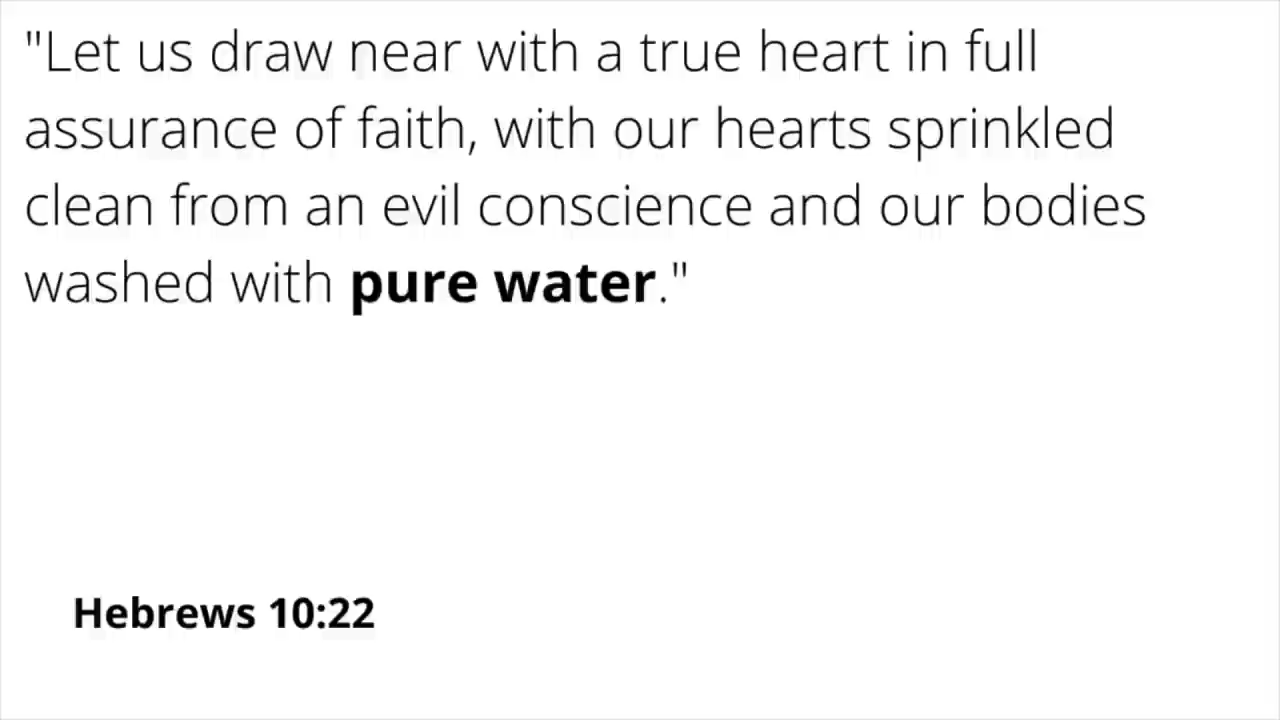 "Let us draw near with a true heart in full
assurance of faith, with our hearts sprinkled
clean from an evil conscience and our bodies
washed with pure water."
Hebrews 10:22